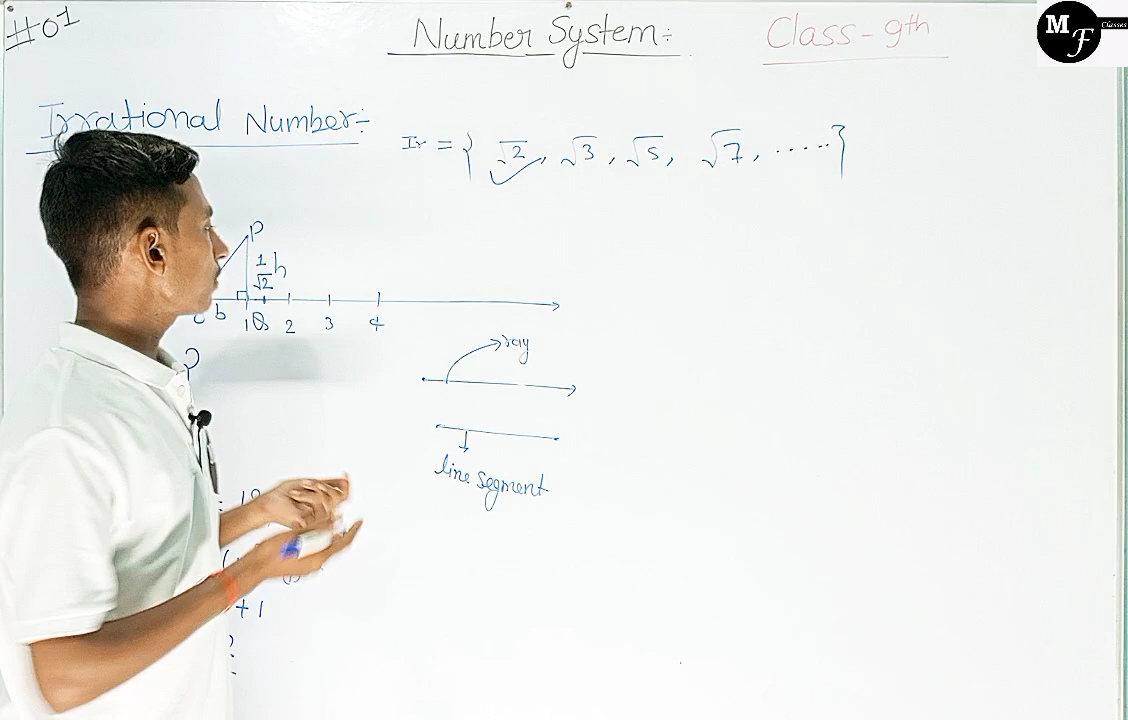 #01
Number System:
Class-9th
M F Classes
Irrational Number:
Ir = { √2, √3, √5, √7, ..... }
P
1 h
√2
b
1 Q 2 3 4
ray
line segment
+ 1